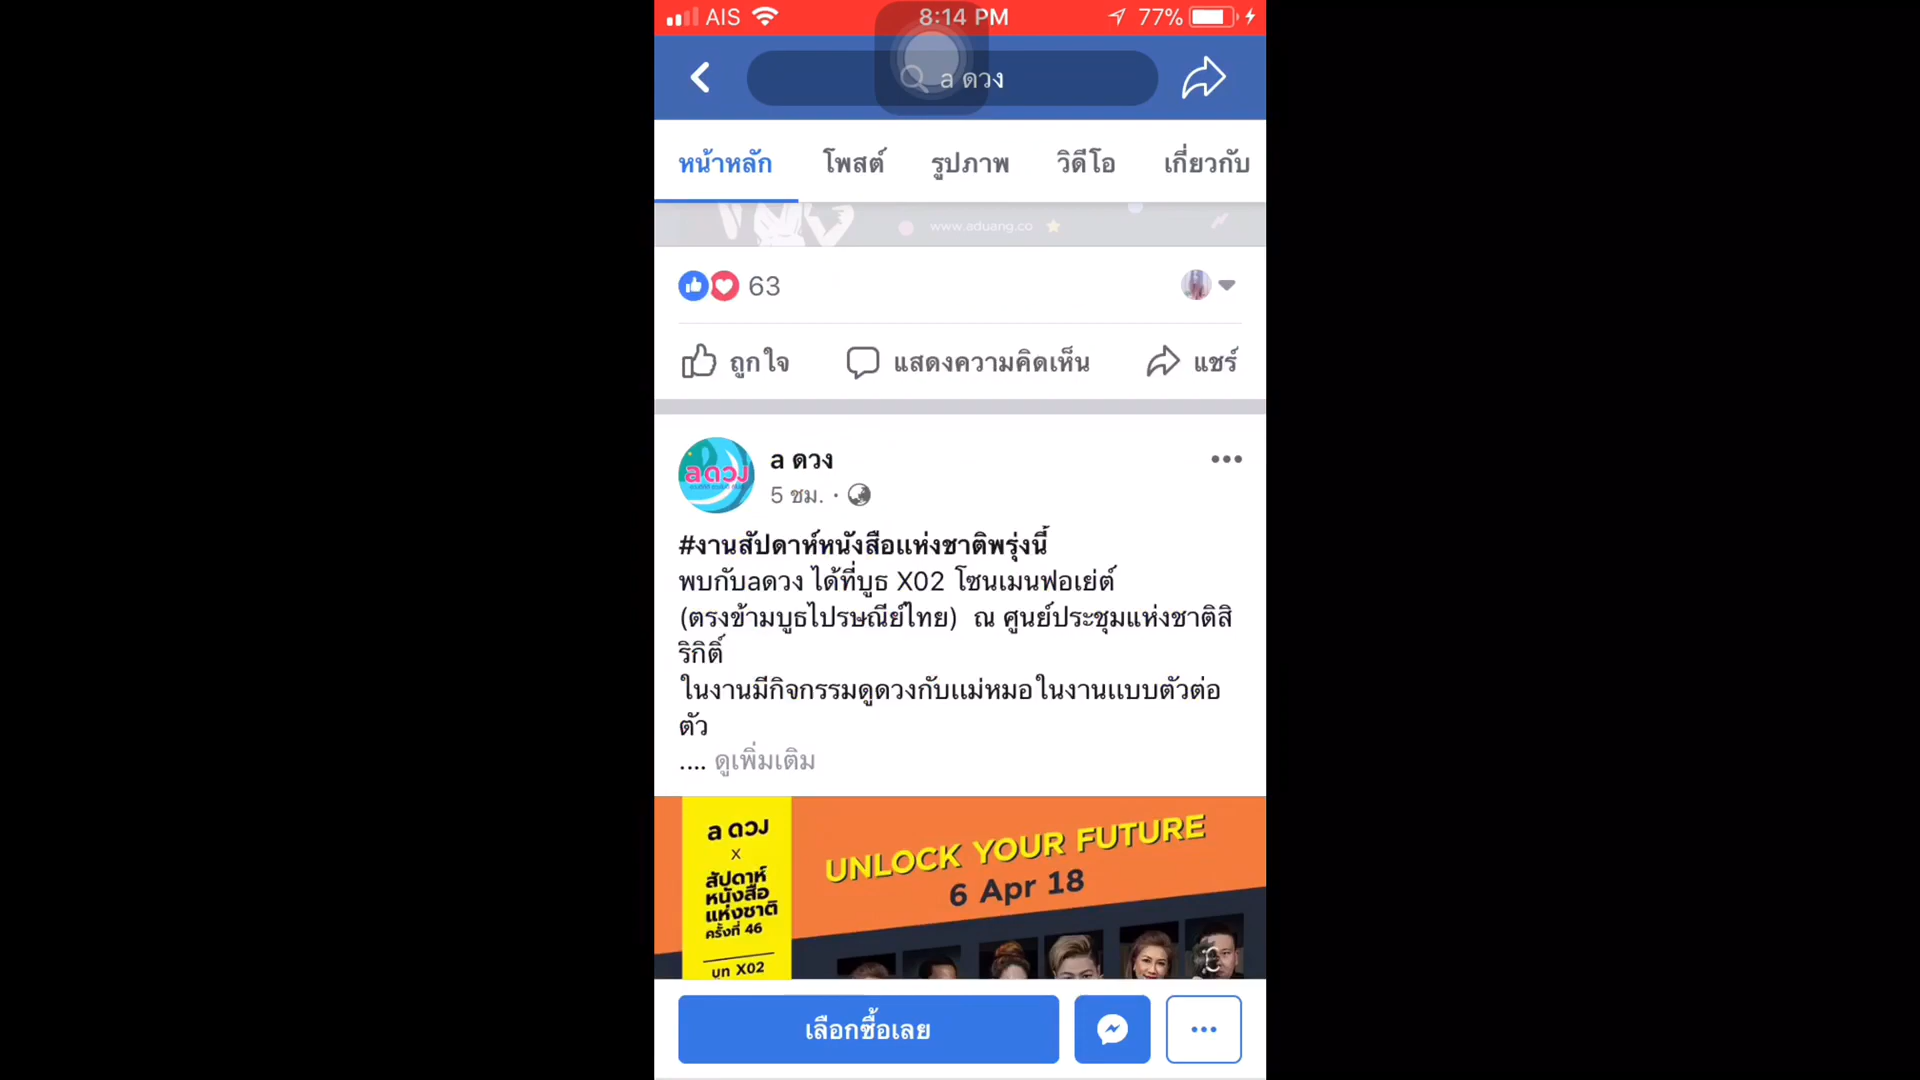 AIS 8:14 PM 77%
a ดวง
หน้าหลัก โพสต์ รูปภาพ วิดีโอ เกี่ยวกับ
www.aduang.co
63
ถูกใจ แสดงความคิดเห็น แชร์
a ดวง
a ดวง
5 ชม. ·
#งานสัปดาห์หนังสือแห่งชาติพรุ่งนี้
พบกับaดวง ได้ที่บูธ X02 โซนเมนฟอเย่ต์
(ตรงข้ามบูธไปรษณีย์ไทย) ณ ศูนย์ประชุมแห่งชาติสิ
ริกิติ์
ในงานมีกิจกรรมดูดวงกับแม่หมอในงานแบบตัวต่อ
ตัว
.... ดูเพิ่มเติม
a ดวง
X
สัปดาห์
หนังสือ
แห่งชาติ
ครั้งที่ 46
บูท X02
UNLOCK YOUR FUTURE
6 Apr 18
เลือกซื้อเลย